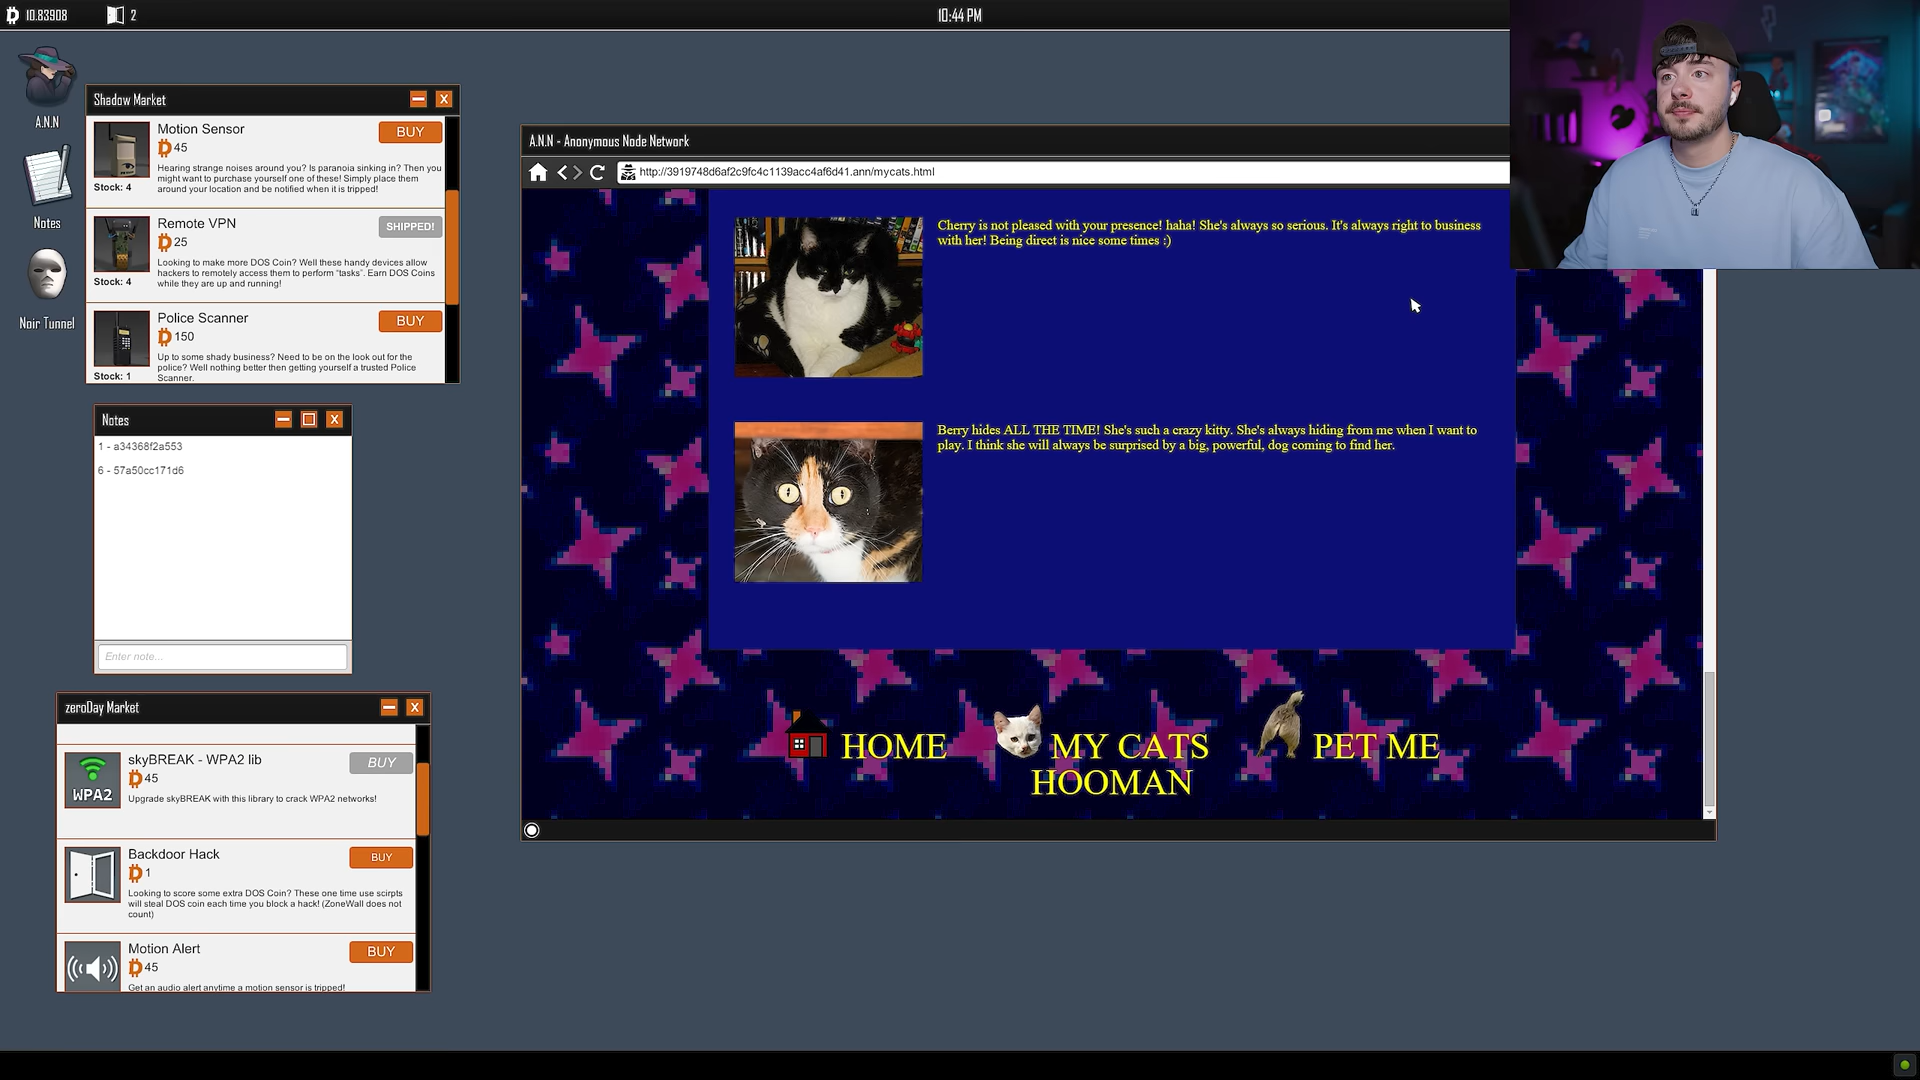 10.83908
2
10:44 PM
A.N.N
Notes
Noir Tunnel
Shadow Market
Motion Sensor
BUY
45
Hearing strange noises around you? Is paranoia sinking in? Then you
might want to purchase yourself one of these! Simply place them
around your location and be notified when it is tripped!
Stock: 4
Remote VPN
SHIPPED!
25
Looking to make more DOS Coin? Well these handy devices allow
hackers to remotely access them to perform "tasks". Earn DOS Coins
while they are up and running!
Stock: 4
Police Scanner
BUY
150
Up to some shady business? Need to be on the look out for the
police? Well nothing better then getting yourself a trusted Police
Scanner.
Stock: 1
Notes
1 - a34368f2a553
6 - 57a50cc171d6
Enter note...
zeroDay Market
skyBREAK - WPA2 lib
BUY
45
WPA2
Upgrade skyBREAK with this library to crack WPA2 networks!
Backdoor Hack
BUY
1
Looking to score some extra DOS Coin? These one time use scirpts
will steal DOS coin each time you block a hack! (ZoneWall does not
count)
Motion Alert
BUY
45
Get an audio alert anytime a motion sensor is tripped!
A.N.N - Anonymous Node Network
http://3919748d6af2c9fc4c1139acc4af6d41.ann/mycats.html
Cherry is not pleased with your presence! haha! She's always so serious. It's always right to business
with her! Being direct is nice some times :)
Berry hides ALL THE TIME! She's such a crazy kitty. She's always hiding from me when I want to
play. I think she will always be surprised by a big, powerful, dog coming to find her.
HOME
MY CATS
PET ME
HOOMAN